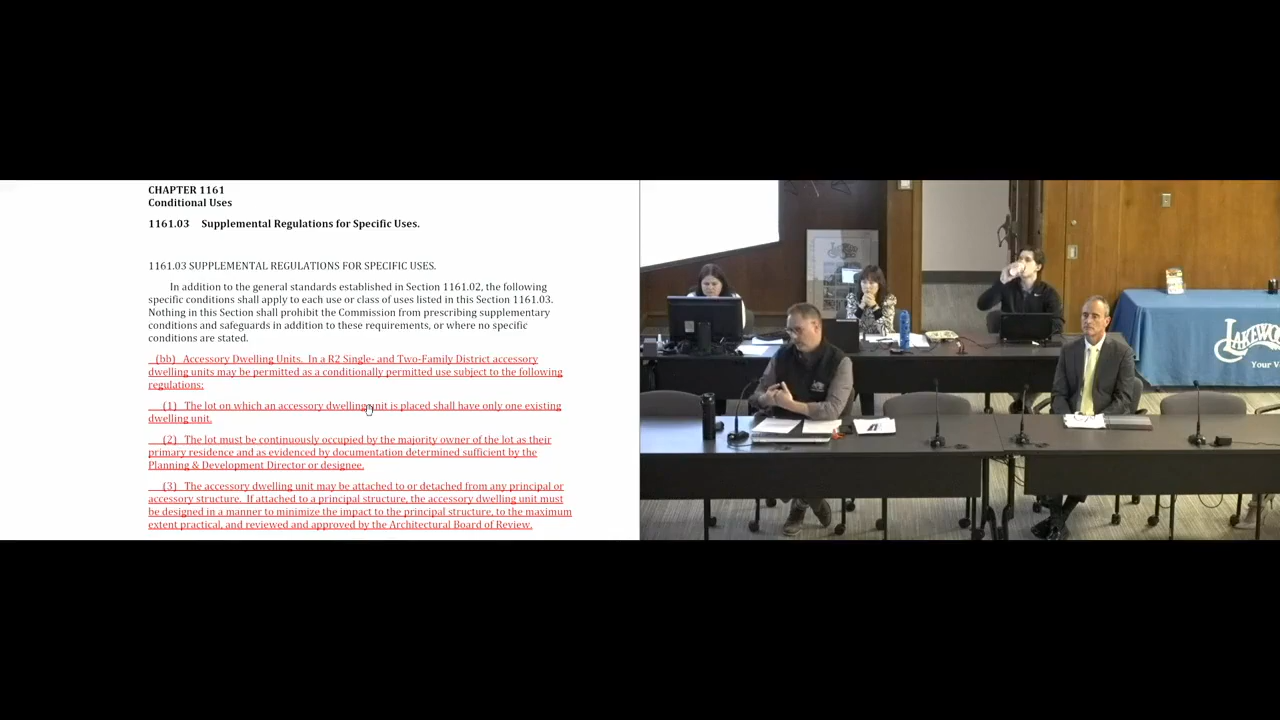 CHAPTER 1161
Conditional Uses
1161.03 Supplemental Regulations for Specific Uses.
1161.03 SUPPLEMENTAL REGULATIONS FOR SPECIFIC USES.
In addition to the general standards established in Section 1161.02, the following
specific conditions shall apply to each use or class of uses listed in this Section 1161.03.
Nothing in this Section shall prohibit the Commission from prescribing supplementary
conditions and safeguards in addition to these requirements, or where no specific
conditions are stated.
(bb) Accessory Dwelling Units. In a R2 Single- and Two-Family District accessory
dwelling units may be permitted as a conditionally permitted use subject to the following
regulations:
(1) The lot on which an accessory dwelling unit is placed shall have only one existing
dwelling unit.
(2) The lot must be continuously occupied by the majority owner of the lot as their
primary residence and as evidenced by documentation determined sufficient by the
Planning & Development Director or designee.
(3) The accessory dwelling unit may be attached to or detached from any principal or
accessory structure. If attached to a principal structure, the accessory dwelling unit must
be designed in a manner to minimize the impact to the principal structure, to the maximum
extent practical, and reviewed and approved by the Architectural Board of Review.
Your